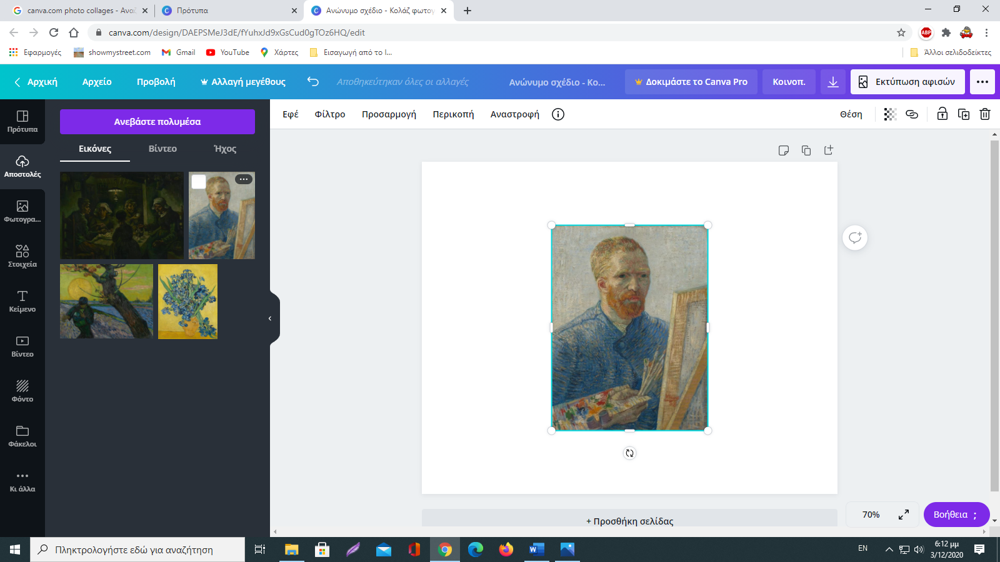 canva.com photo collages - Αναζ
Πρότυπα
Ανώνυμο σχέδιο - Κολάζ φωτογ
canva.com/design/DAEPSMeJ3dE/fYuhxJd9xGsCud0gTOz6HQ/edit
ABP
Εφαρμογές
showmystreet.com
Gmail
YouTube
Χάρτες
Εισαγωγή από το I...
Άλλοι σελιδοδείκτες
Αρχική
Αρχείο
Προβολή
Αλλαγή μεγέθους
Αποθηκεύτηκαν όλες οι αλλαγές
Ανώνυμο σχέδιο - Κο...
Δοκιμάστε το Canva Pro
Κοινοπ.
Εκτύπωση αφισών
Πρότυπα
Αποστολές
Φωτογρα...
Στοιχεία
Κείμενο
Βίντεο
Φόντο
Φάκελοι
Κι άλλα
Ανεβάστε πολυμέσα
Εικόνες
Βίντεο
Ήχος
Εφέ
Φίλτρο
Προσαρμογή
Περικοπή
Αναστροφή
Θέση
+ Προσθήκη σελίδας
70%
Βοήθεια ;
Πληκτρολογήστε εδώ για αναζήτηση
EN
6:12 μμ
3/12/2020